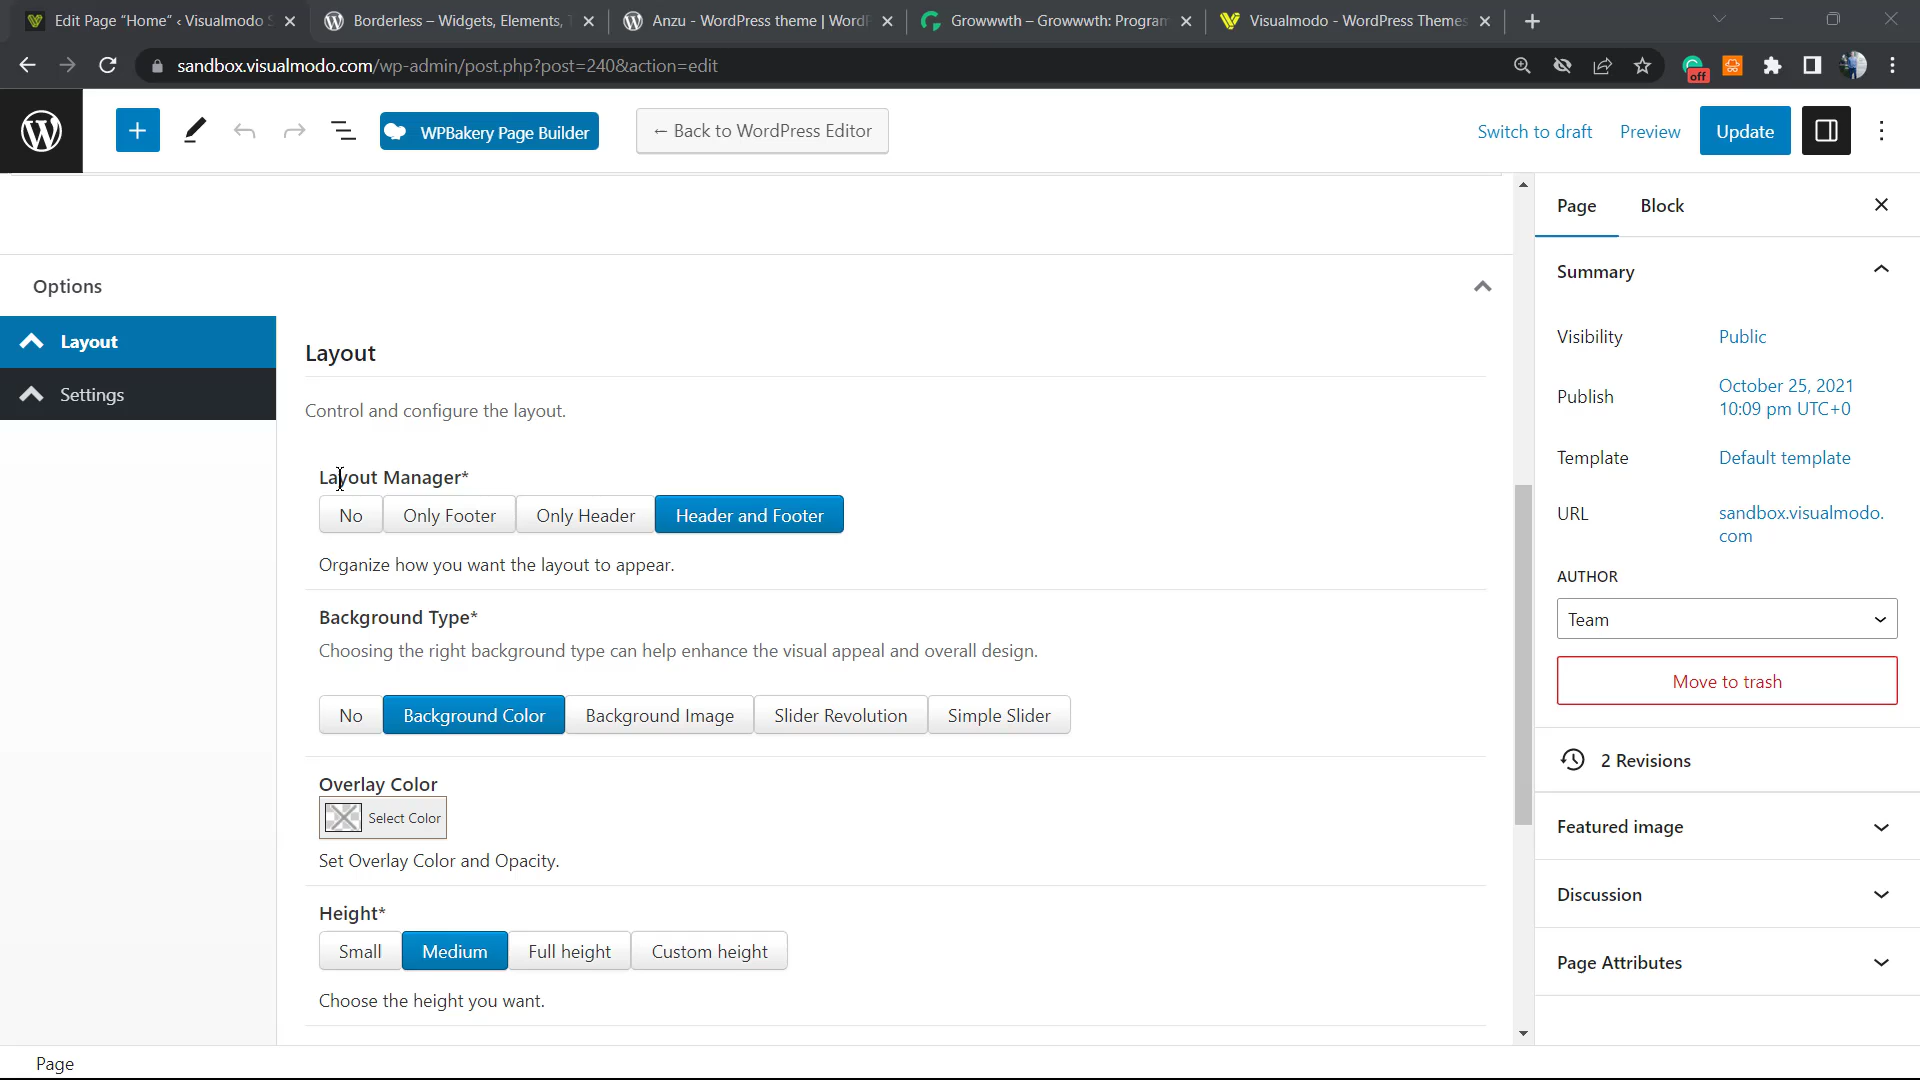 Edit Page “Home” ‹ Visualmodo S
Borderless – Widgets, Elements, T
Anzu - WordPress theme | WordP
Growwwth – Growwwth: Program
Visualmodo - WordPress Themes
sandbox.visualmodo.com/wp-admin/post.php?post=240&action=edit
off
WPBakery Page Builder
← Back to WordPress Editor
Switch to draft
Preview
Update
Options
Layout
Settings
Layout
Control and configure the layout.
Layout Manager*
No
Only Footer
Only Header
Header and Footer
Organize how you want the layout to appear.
Background Type*
Choosing the right background type can help enhance the visual appeal and overall design.
No
Background Color
Background Image
Slider Revolution
Simple Slider
Overlay Color
Select Color
Set Overlay Color and Opacity.
Height*
Small
Medium
Full height
Custom height
Choose the height you want.
Page
Block
Summary
Visibility
Public
Publish
October 25, 2021
10:09 pm UTC+0
Template
Default template
URL
sandbox.visualmodo.
com
AUTHOR
Team
Move to trash
2 Revisions
Featured image
Discussion
Page Attributes
Page